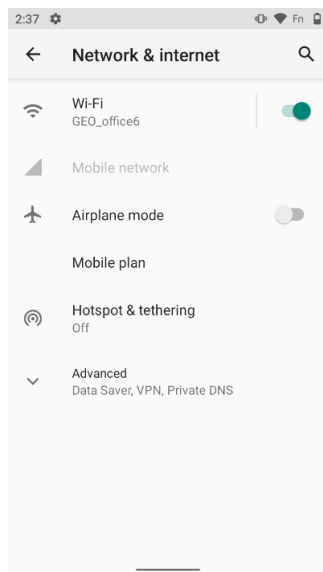 2:37 Fn
Network & internet
Wi-Fi
GEO_office6
Mobile network
Airplane mode
Mobile plan
Hotspot & tethering
Off
Advanced
Data Saver, VPN, Private DNS